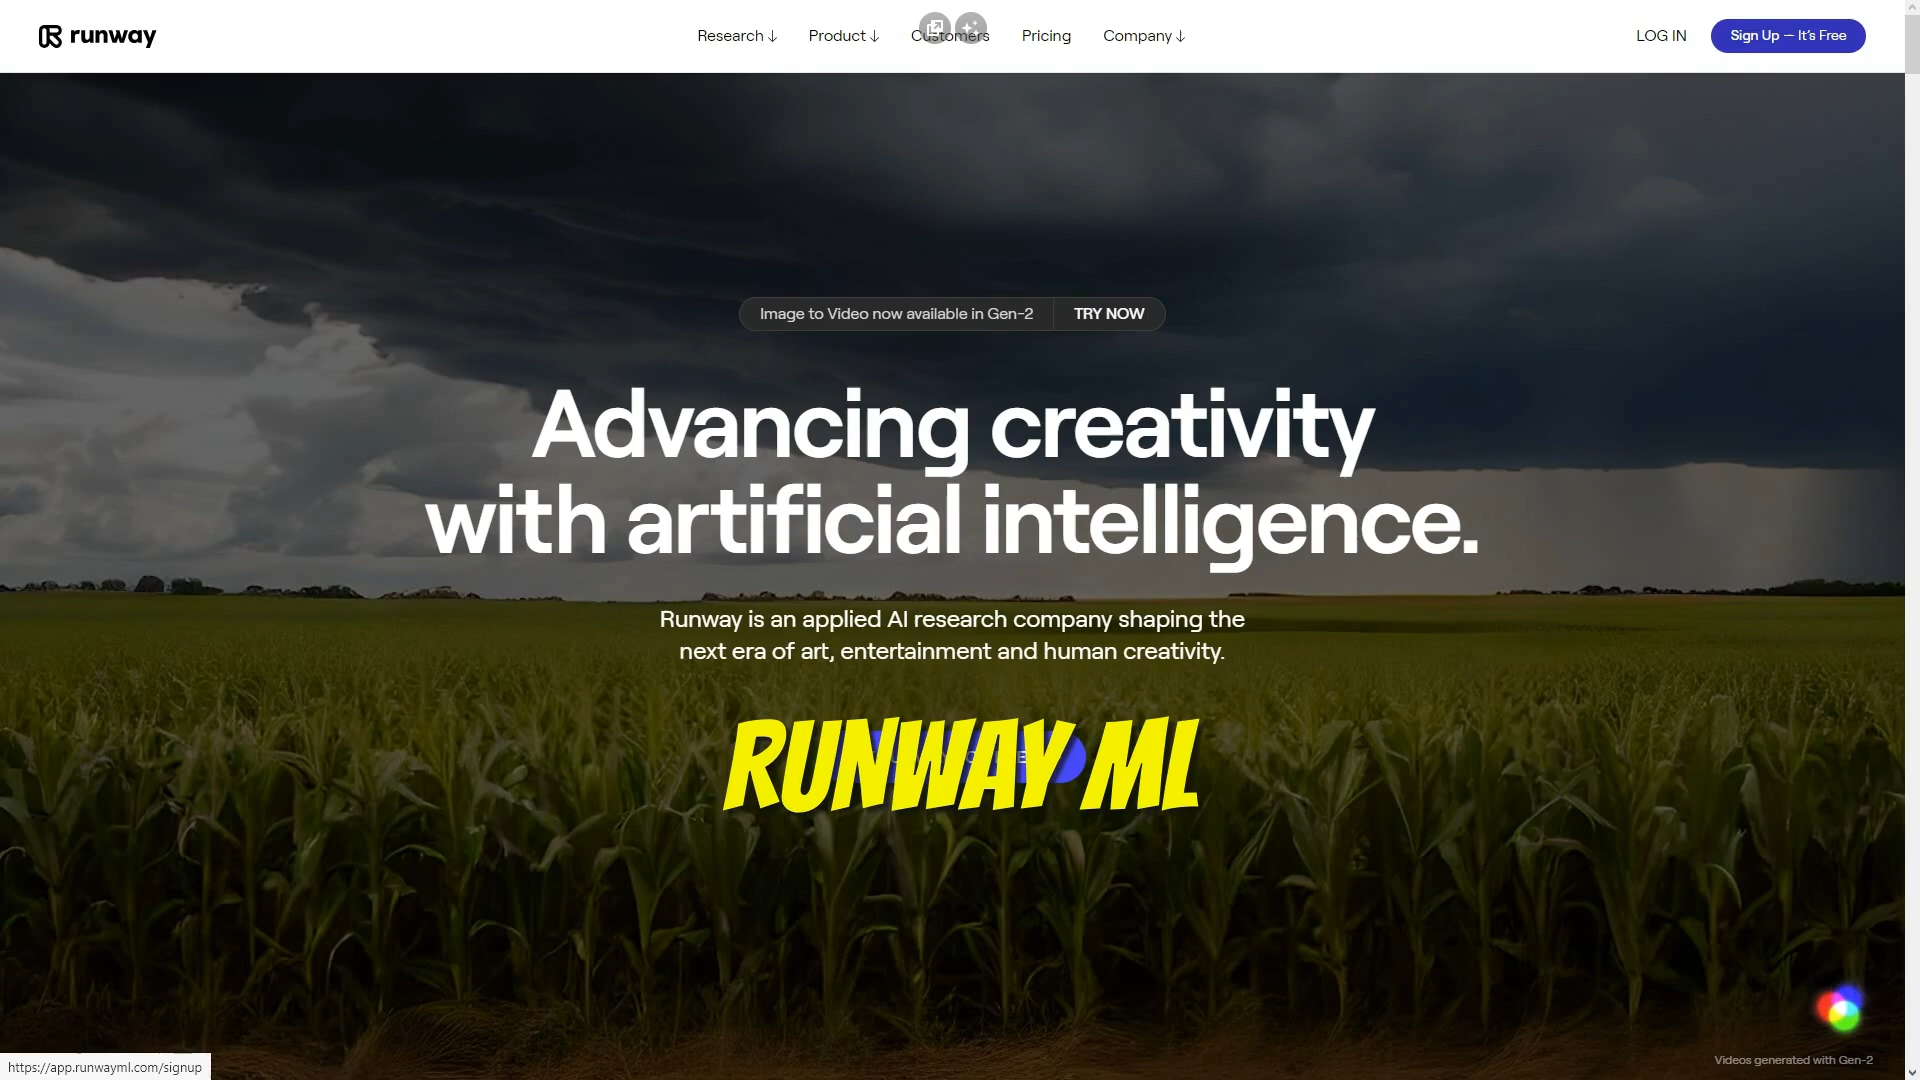 runway
Research ↓
Product ↓
Customers
Pricing
Company ↓
LOG IN
Sign Up — It's Free
Image to Video now available in Gen-2
TRY NOW
Advancing creativity
with artificial intelligence.
Runway is an applied AI research company shaping the
next era of art, entertainment and human creativity.
RUNWAY ML
Videos generated with Gen-2
https://app.runwayml.com/signup